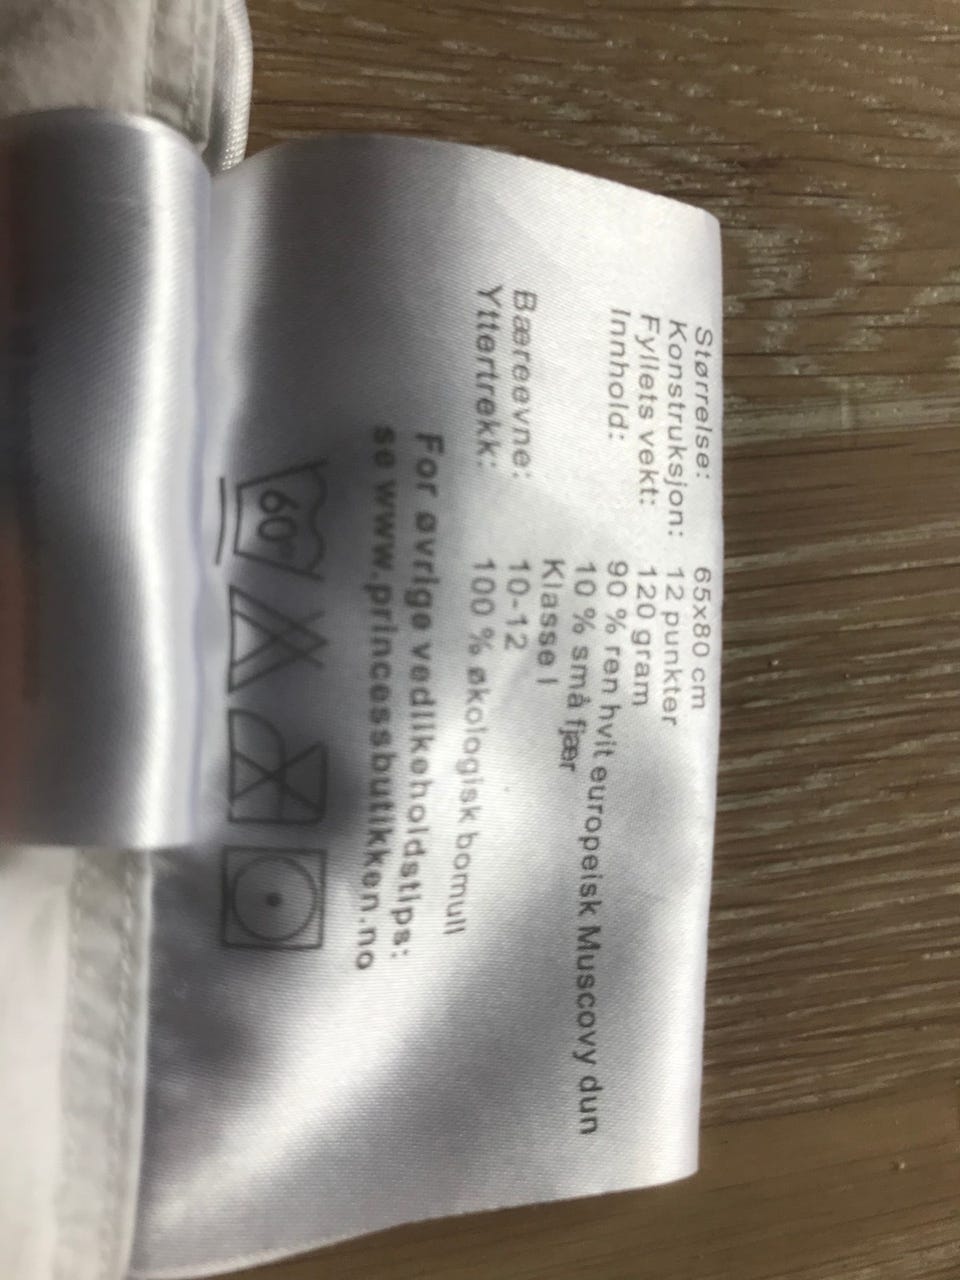 Størrelse: 65x80 cm
Konstruksjon: 12 punkter
Fyllets vekt: 120 gram
Innhold: 90 % ren hvit europeisk Muscovy dun
10 % små fjær
Klasse I
Bæreevne: 10-12
Yttertrekk: 100 % økologisk bomull
For øvrige vedlikeholdstips:
se www.princessbutikken.no
60°